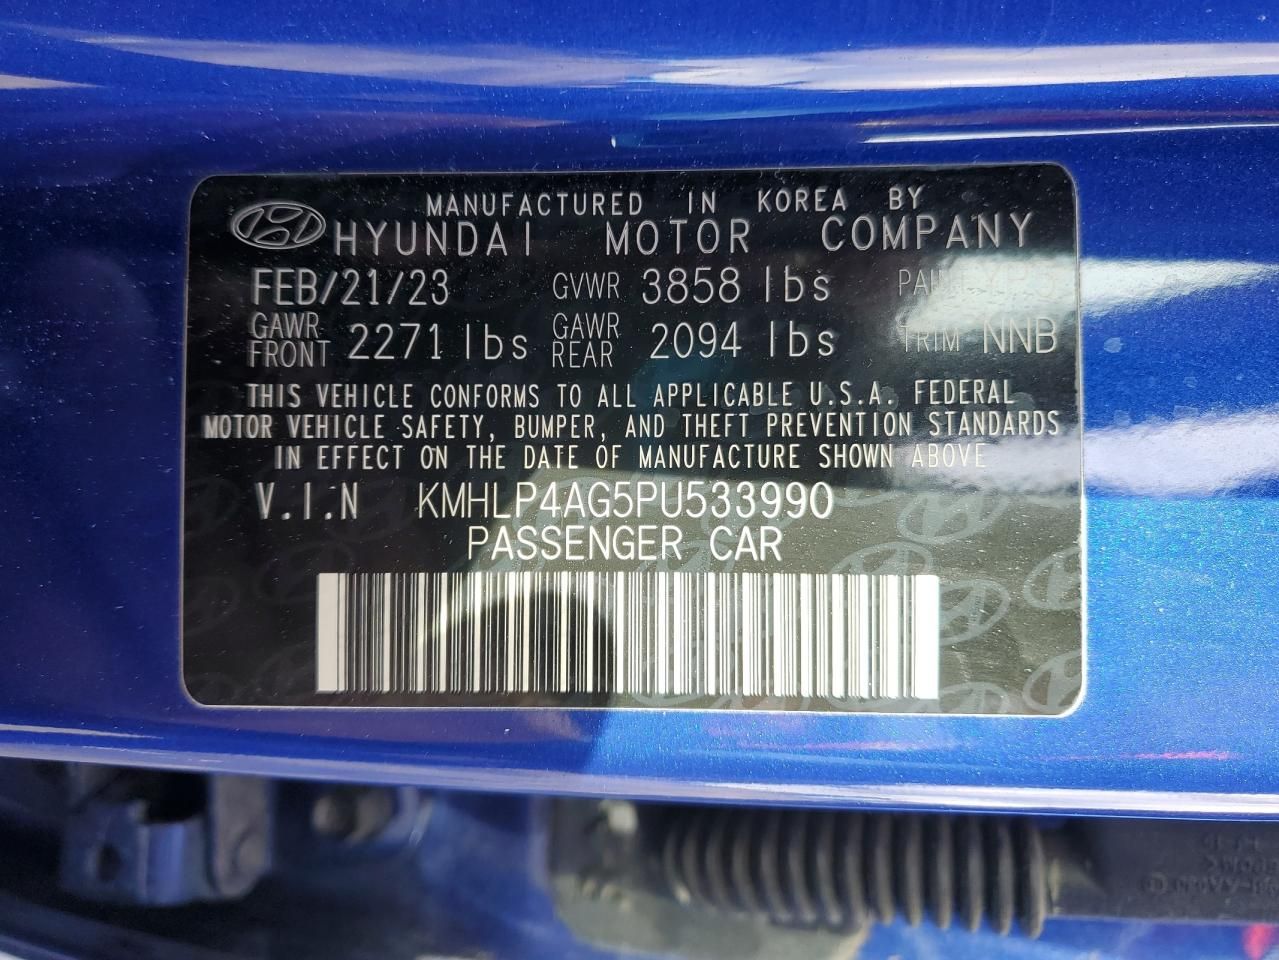 MANUFACTURED IN KOREA BY
HYUNDAI MOTOR COMPANY
FEB/21/23 GVWR 3858 lbs PAINT
GAWR FRONT 2271 lbs GAWR REAR 2094 lbs TRIM NNB
THIS VEHICLE CONFORMS TO ALL APPLICABLE U.S.A. FEDERAL
MOTOR VEHICLE SAFETY, BUMPER, AND THEFT PREVENTION STANDARDS
IN EFFECT ON THE DATE OF MANUFACTURE SHOWN ABOVE
V.I.N KMHLP4AG5PU533990
PASSENGER CAR